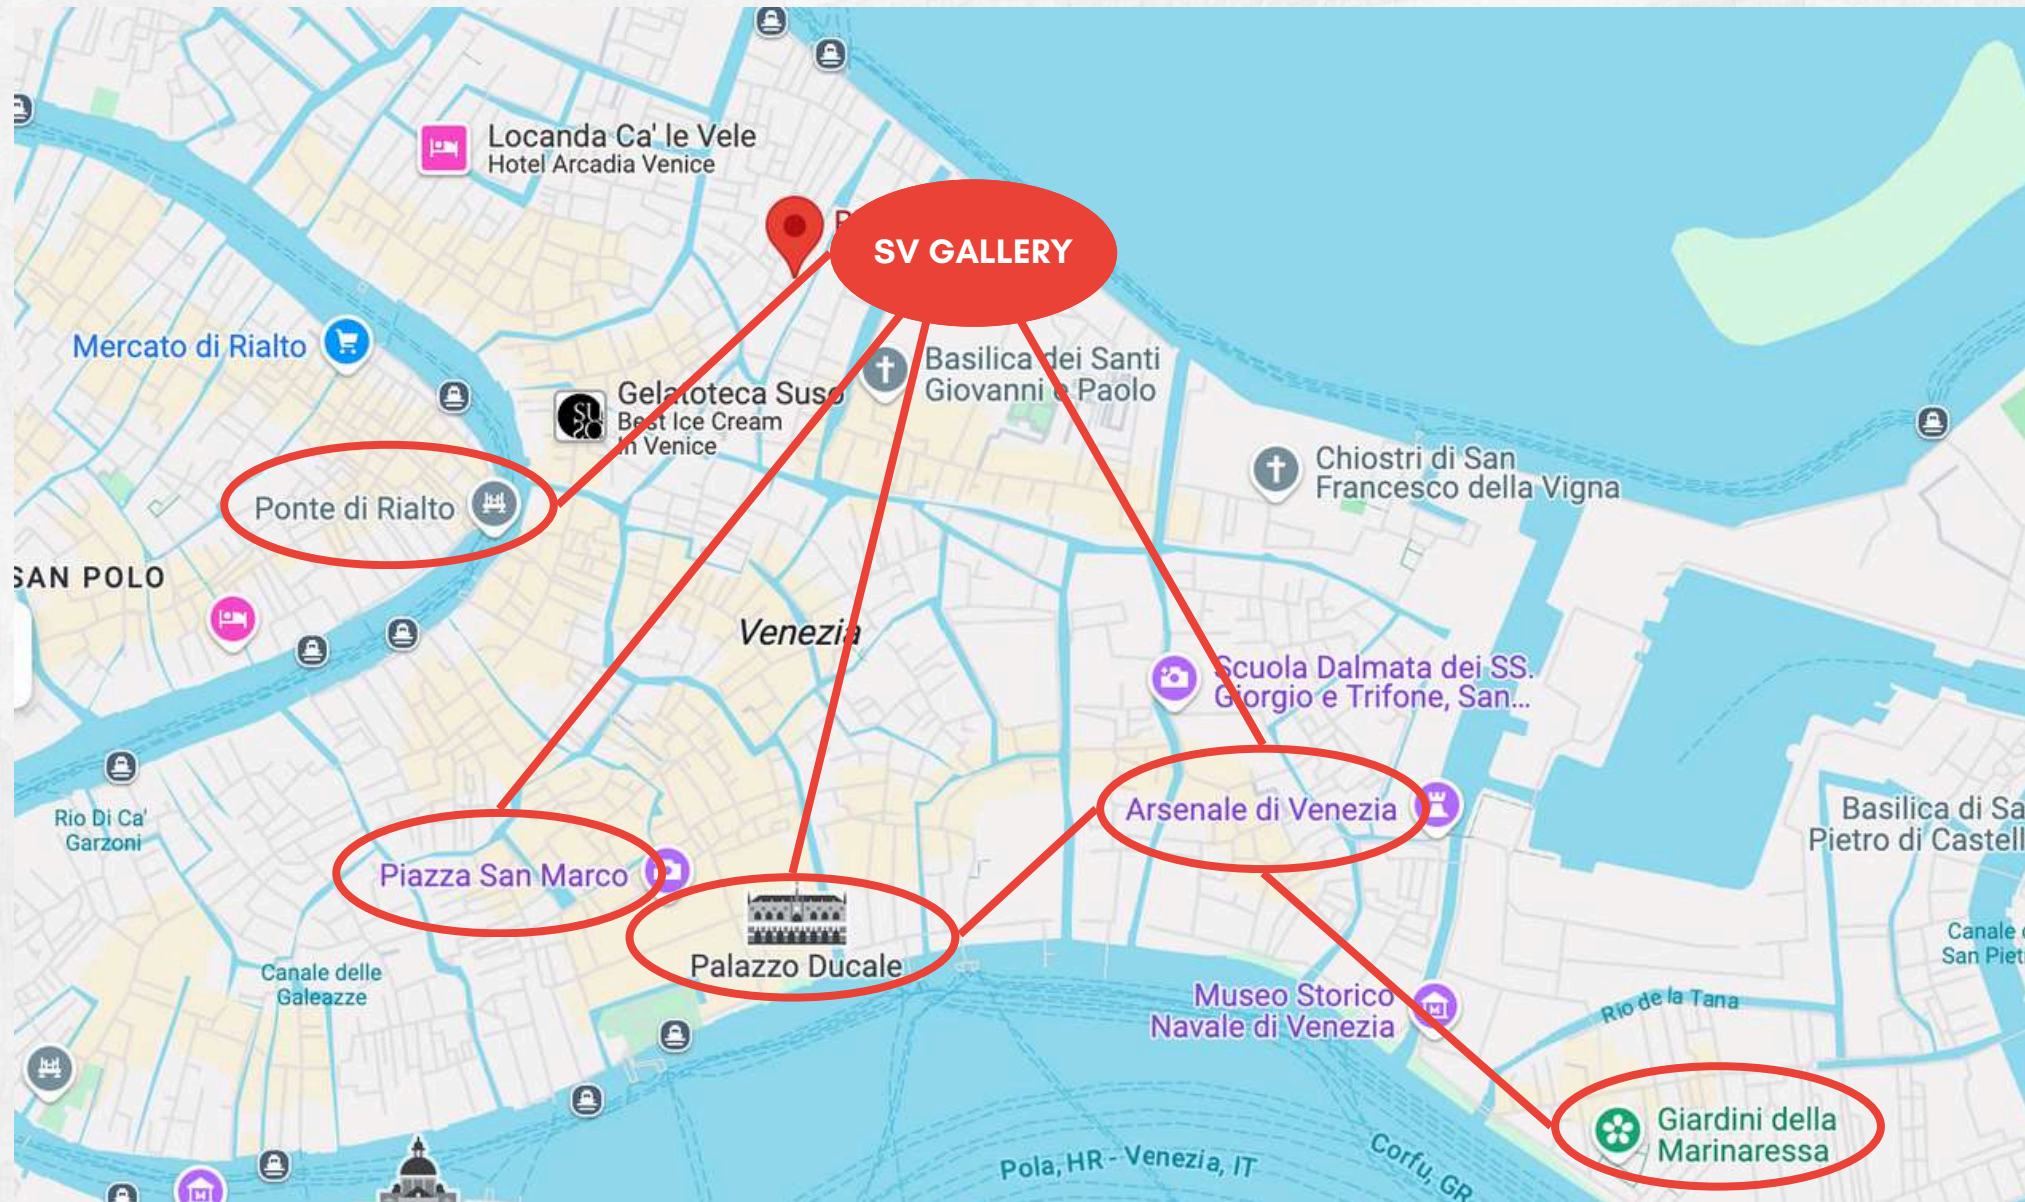 Locanda Ca' le Vele
Hotel Arcadia Venice
SV GALLERY
Mercato di Rialto
Basilica dei Santi
Giovanni e Paolo
Gelatoteca Suso
Best Ice Cream
In Venice
Chiostri di San
Francesco della Vigna
Ponte di Rialto
SAN POLO
Venezia
Scuola Dalmata dei SS.
Giorgio e Trifone, San...
Rio Di Ca'
Garzoni
Arsenale di Venezia
Basilica di Sa
Pietro di Castell
Piazza San Marco
Palazzo Ducale
Canale delle
Galeazze
Canale
San Piet
Museo Storico
Navale di Venezia
Rio de la Tana
Giardini della
Marinaressa
Pola, HR - Venezia, IT
Corfu, GR